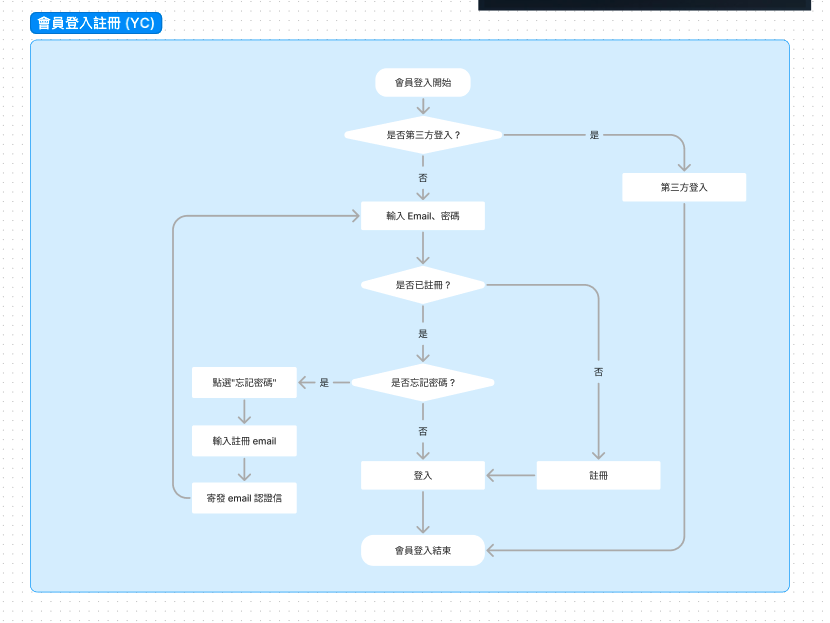 會員登入註冊 (YC)
會員登入開始
是否第三方登入？
是
否
第三方登入
輸入 Email、密碼
是否已註冊？
是
否
點選"忘記密碼"
是
是否忘記密碼？
否
輸入註冊 email
登入
註冊
寄發 email 認證信
會員登入結束